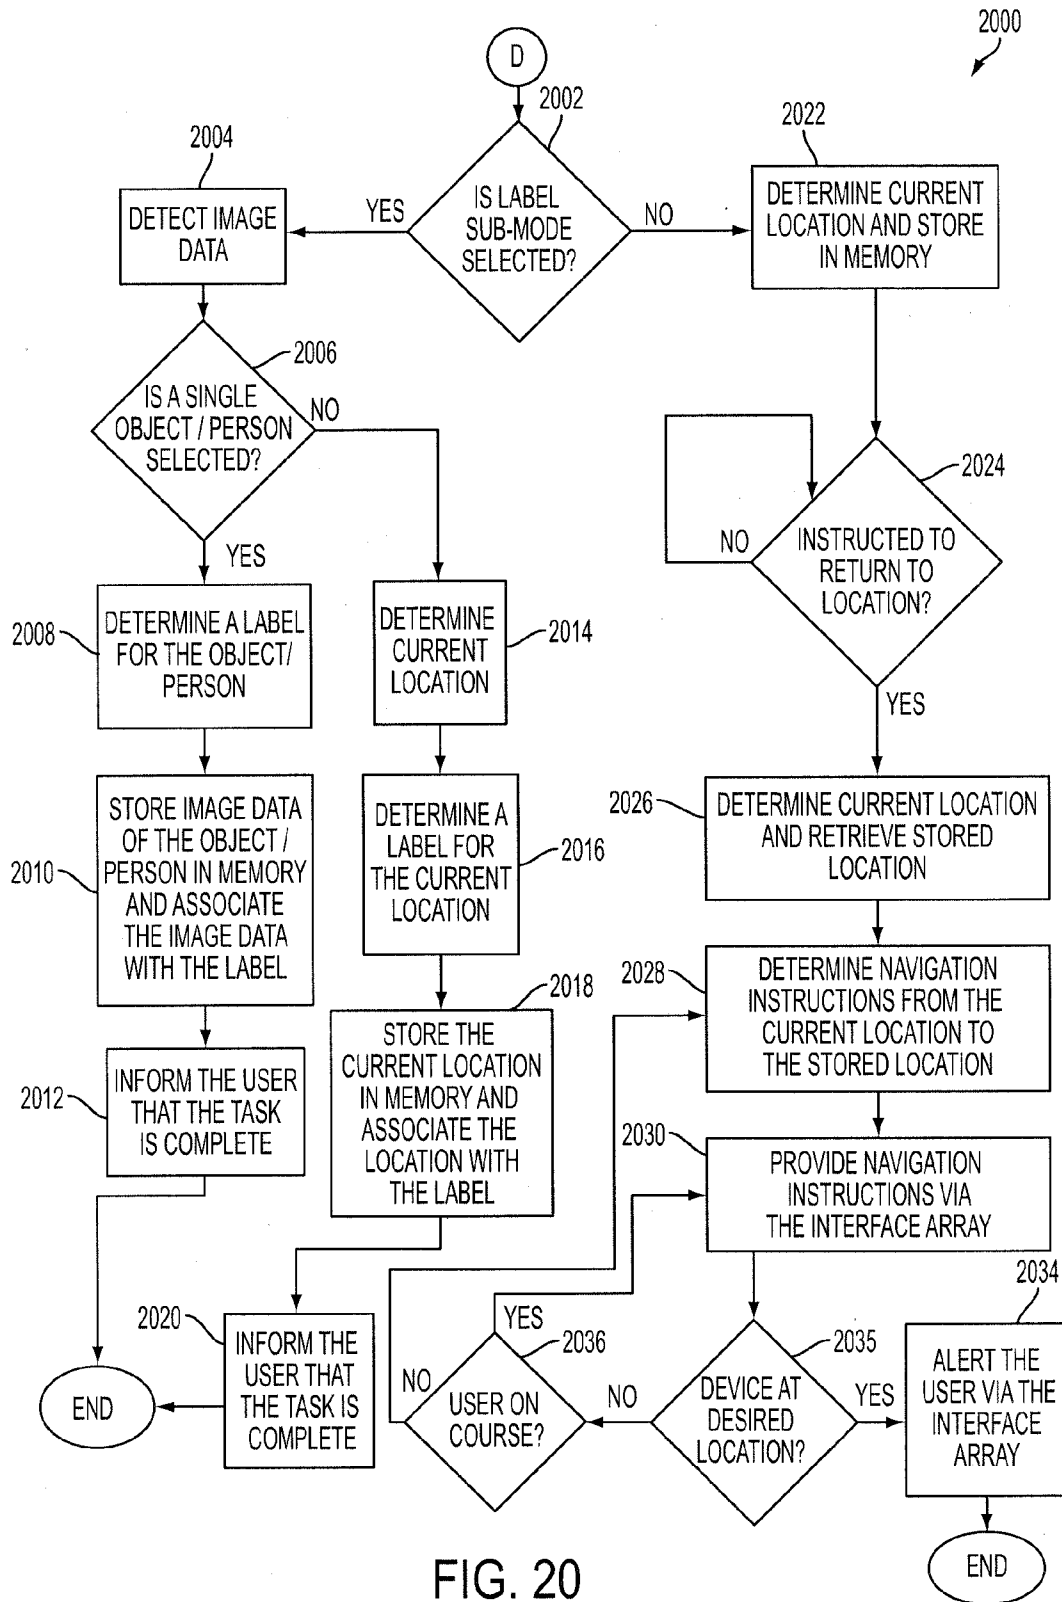 2000
D
2002
IS LABEL
SUB-MODE
SELECTED?
YES
NO
2004
DETECT IMAGE
DATA
2022
DETERMINE CURRENT
LOCATION AND STORE
IN MEMORY
2006
IS A SINGLE
OBJECT / PERSON
SELECTED?
NO
YES
2024
INSTRUCTED TO
RETURN TO
LOCATION?
NO
YES
2008
DETERMINE A LABEL
FOR THE OBJECT/
PERSON
DETERMINE
CURRENT
LOCATION
2014
2010
STORE IMAGE DATA
OF THE OBJECT /
PERSON IN MEMORY
AND ASSOCIATE
THE IMAGE DATA
WITH THE LABEL
DETERMINE A
LABEL FOR
THE CURRENT
LOCATION
2016
2026
DETERMINE CURRENT LOCATION
AND RETRIEVE STORED
LOCATION
2028
DETERMINE NAVIGATION
INSTRUCTIONS FROM THE
CURRENT LOCATION TO
THE STORED LOCATION
2012
INFORM THE USER
THAT THE TASK
IS COMPLETE
2018
STORE THE
CURRENT LOCATION
IN MEMORY AND
ASSOCIATE THE
LOCATION WITH
THE LABEL
2030
PROVIDE NAVIGATION
INSTRUCTIONS VIA
THE INTERFACE ARRAY
2020
INFORM THE
USER THAT
THE TASK IS
COMPLETE
END
YES
2036
NO
USER ON
COURSE?
NO
2035
DEVICE AT
DESIRED
LOCATION?
YES
2034
ALERT THE
USER VIA THE
INTERFACE
ARRAY
END
FIG. 20